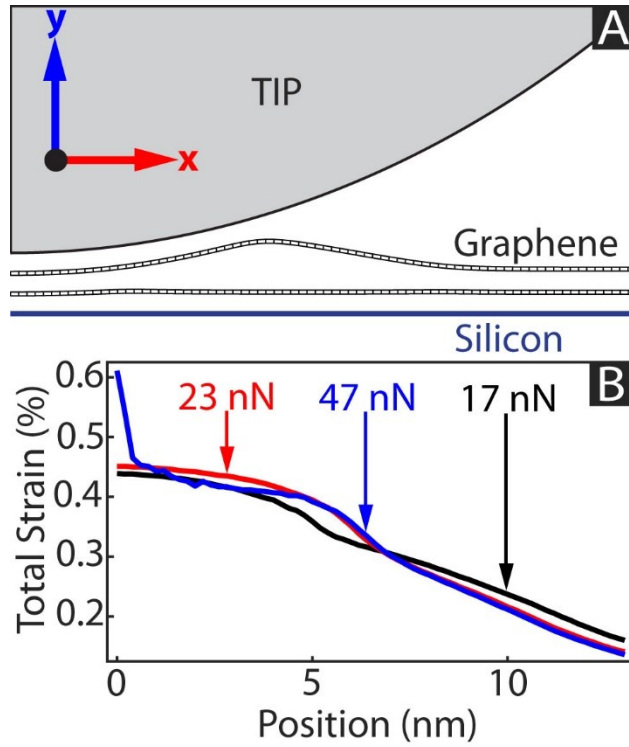 A
y
TIP
x
Graphene
Silicon
B
0.6
23 nN 47 nN 17 nN
0.5
0.4
0.3
0.2
Total Strain (%)
0 5 10
Position (nm)